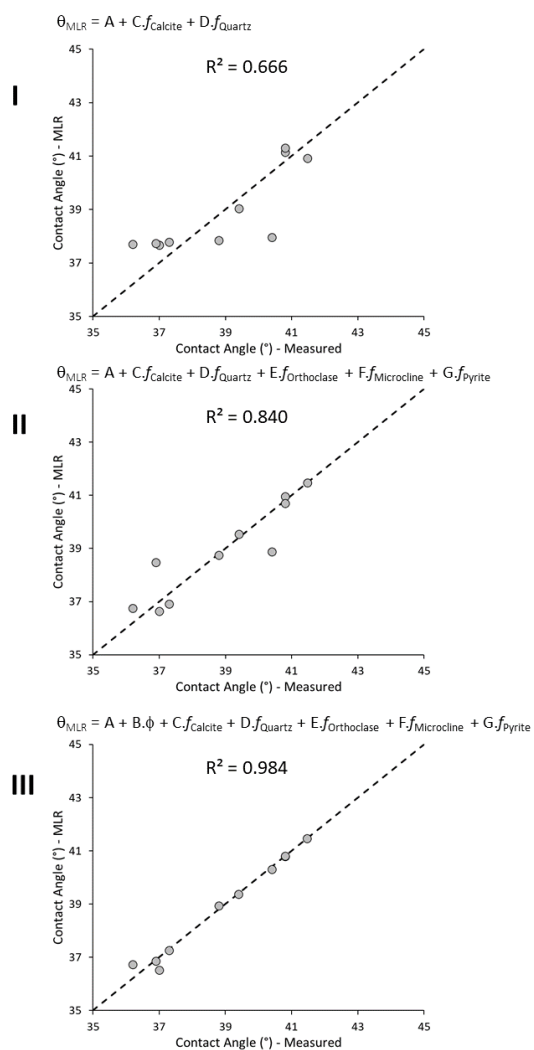 θMLR = A + C.fCalcite + D.fQuartz
I
R² = 0.666
45
43
41
39
37
35
Contact Angle (°) - MLR
35 37 39 41 43 45
Contact Angle (°) - Measured
θMLR = A + C.fCalcite + D.fQuartz + E.fOrthoclase + F.fMicrocline + G.fPyrite
II
R² = 0.840
45
43
41
39
37
35
Contact Angle (°) - MLR
35 37 39 41 43 45
Contact Angle (°) - Measured
θMLR = A + B.ϕ + C.fCalcite + D.fQuartz + E.fOrthoclase + F.fMicrocline + G.fPyrite
III
R² = 0.984
45
43
41
39
37
35
Contact Angle (°) - MLR
35 37 39 41 43 45
Contact Angle (°) - Measured